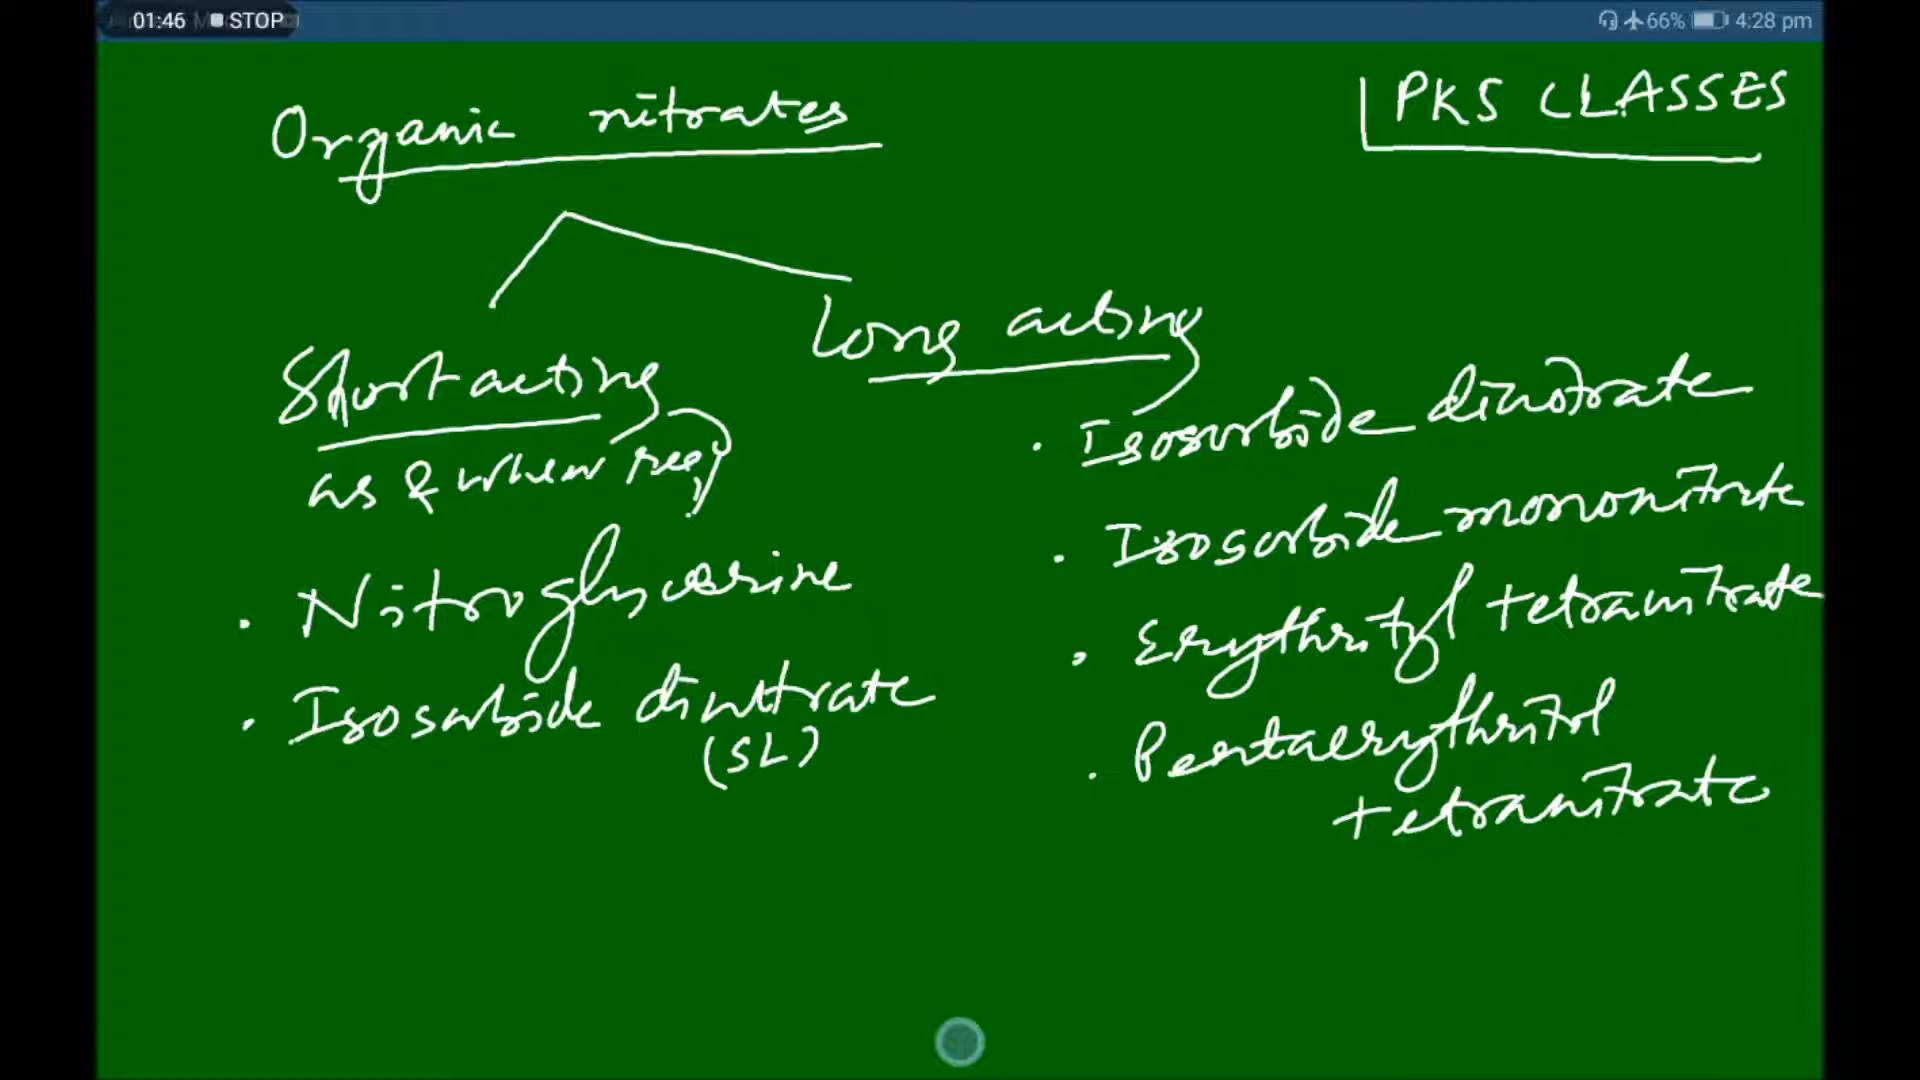 01:46 STOP
66% 4:28 pm
PKS CLASSES
Organic nitrates
Short acting
as & when req
Nitroglycerine
Isosorbide dinitrate
(SL)
Long acting
Isosorbide dinitrate
Isosorbide mononitrate
Erythrityl tetranitrate
Pentaerythritol
tetranitrate